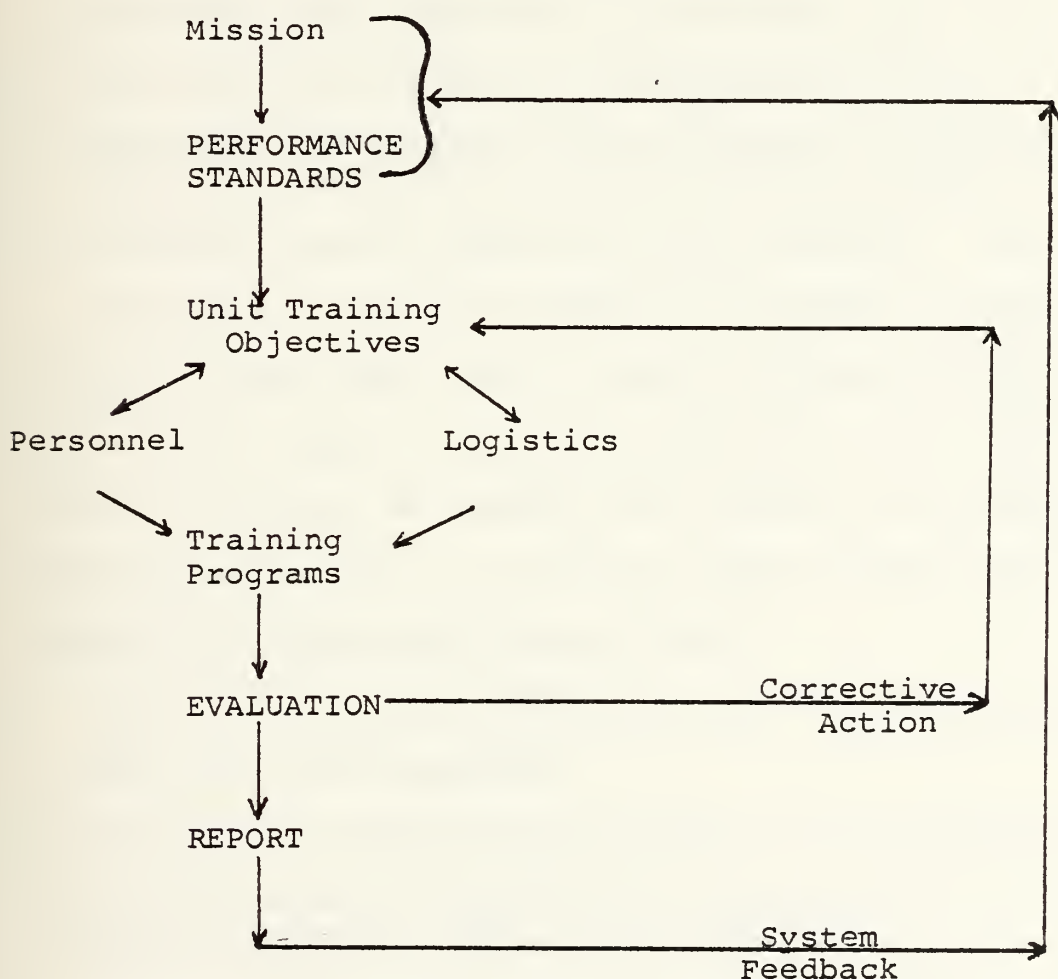 Mission
PERFORMANCE
STANDARDS
Unit Training
Objectives
Personnel
Logistics
Training
Programs
EVALUATION
Corrective
Action
REPORT
System
Feedback